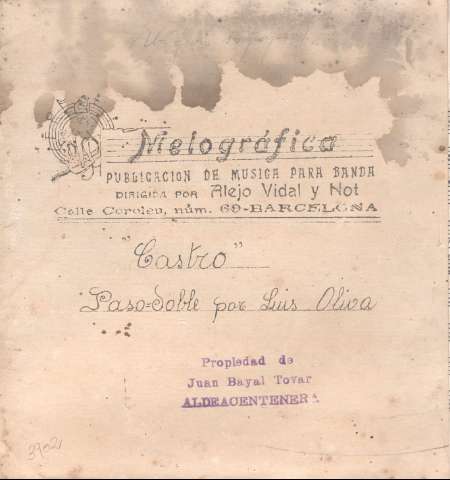 Melográfica
PUBLICACION DE MUSICA PARA BANDA
DIRIGIDA POR Alejo Vidal y Not
Calle Coroleu, núm. 69-BARCELONA
"Castro"
Paso-doble por Luis Oliva
Propiedad de
Juan Bayal Tovar
ALDEACENTENERA